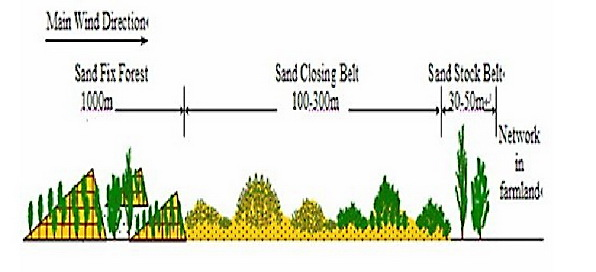 Main Wind Direction
Sand Fix Forest
1000m
Sand Closing Belt
100-300m
Sand Stock Belt
30-50m
Network
in
farmland